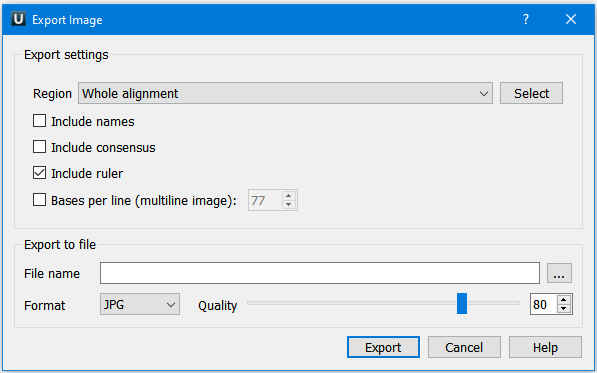 U Export Image ?
Export settings
Region Whole alignment Select
Include names
Include consensus
Include ruler
Bases per line (multiline image): 77
Export to file
File name ...
Format JPG Quality 80
Export Cancel Help